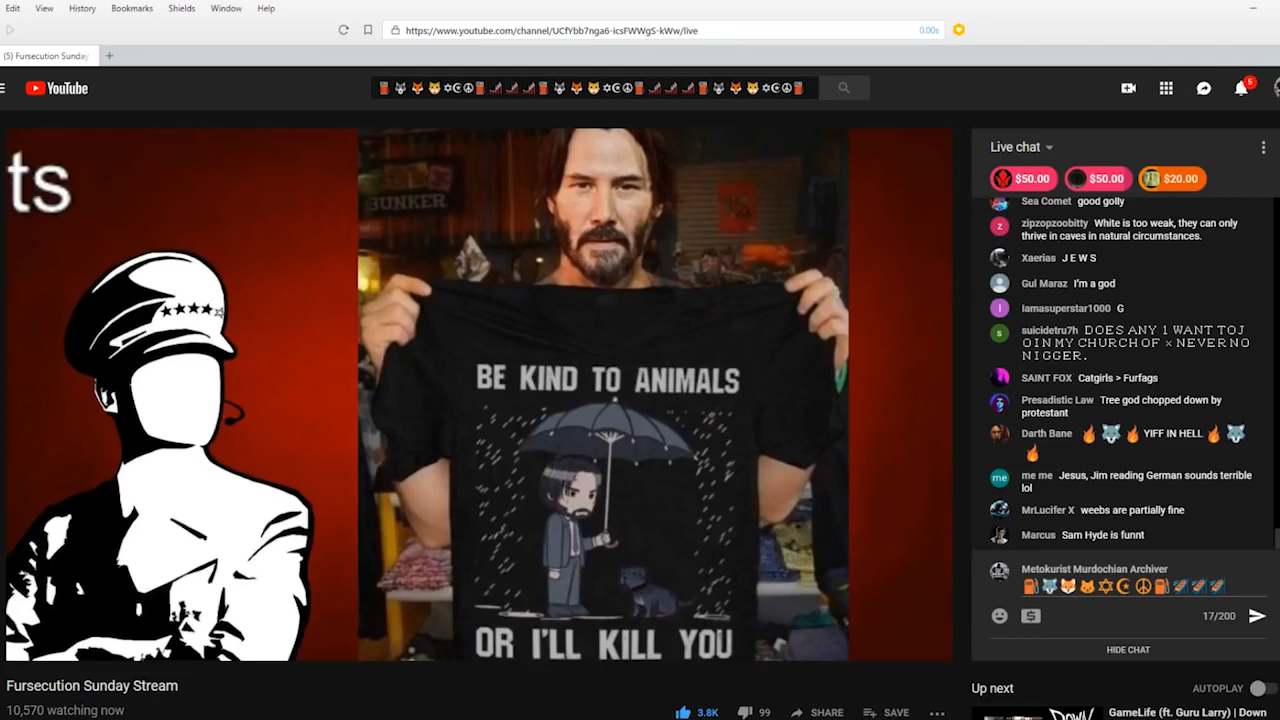 Edit View History Bookmarks Shields Window Help
https://www.youtube.com/channel/UCfYbb7nga6-icsFWWgS-kWw/live
0.00s
(5) Fursecution Sunday
YouTube
5
ts
BUNKER
BE KIND TO ANIMALS
OR I'LL KILL YOU
Live chat
$50.00 $50.00 $20.00
Sea Comet good golly
zipzopzoobitty White is too weak, they can only
thrive in caves in natural circumstances.
Xaerias J E W S
Gul Maraz I'm a god
Iamasuperstar1000 G
suicidetru7h DOES ANY 1 WANT TOJ
OIN MY CHURCH OF × NEVER NO
NIGGER.
SAINT FOX Catgirls > Furfags
Presadistic Law Tree god chopped down by
protestant
Darth Bane 🔥🐺🔥 YIFF IN HELL 🔥🐺
🔥
me me Jesus, Jim reading German sounds terrible
lol
MrLucifer X weebs are partially fine
Marcus Sam Hyde is funnt
Metokurist Murdochian Archiver
17/200
HIDE CHAT
Fursecution Sunday Stream
10,570 watching now
3.8K 99 SHARE SAVE
Up next
AUTOPLAY
GameLife (ft. Guru Larry) | Down